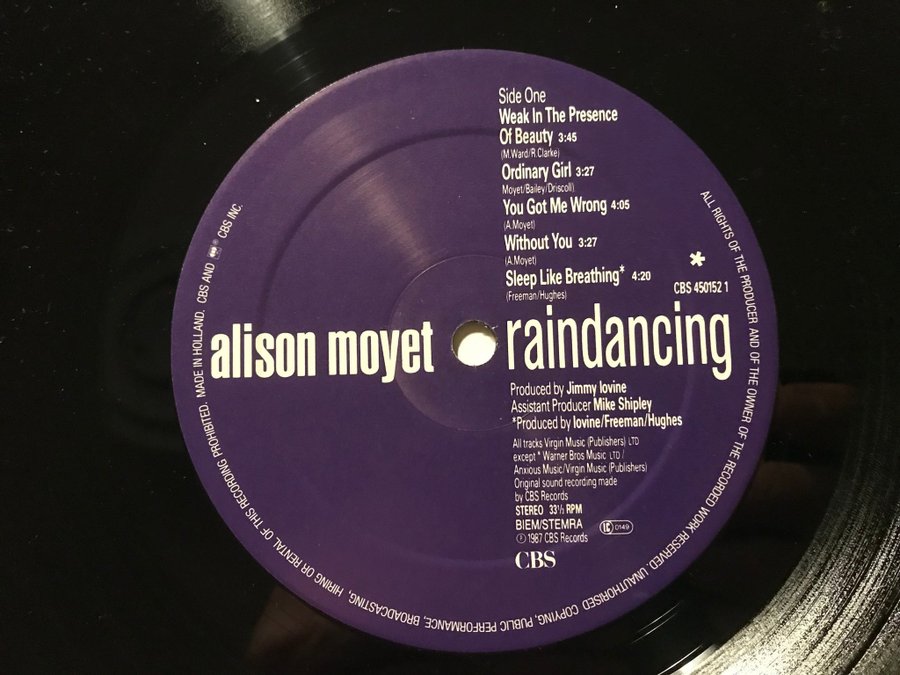 Side One
Weak In The Presence
Of Beauty 3:45
(M.Ward/R.Clarke)
Ordinary Girl 3:27
Moyet/Bailey/Driscoll)
You Got Me Wrong 4:05
(A.Moyet)
Without You 3:27
(A.Moyet)
Sleep Like Breathing* 4:20
(Freeman/Hughes)
*
CBS 450152 1
alison moyet raindancing
Produced by Jimmy Iovine
Assistant Producer Mike Shipley
*Produced by Iovine/Freeman/Hughes
All tracks Virgin Music (Publishers) LTD
except * Warner Bros Music LTD /
Anxious Music/Virgin Music (Publishers)
Original sound recording made
by CBS Records
STEREO 33⅓ RPM
BIEM/STEMRA LC 0149
℗ 1987 CBS Records
CBS
ALL RIGHTS OF THE PRODUCER AND OF THE OWNER OF THE RECORDED WORK RESERVED. UNAUTHORISED COPYING, PUBLIC PERFORMANCE, BROADCASTING, HIRING OR RENTAL OF THIS RECORDING PROHIBITED. MADE IN HOLLAND. CBS AND CBS INC.